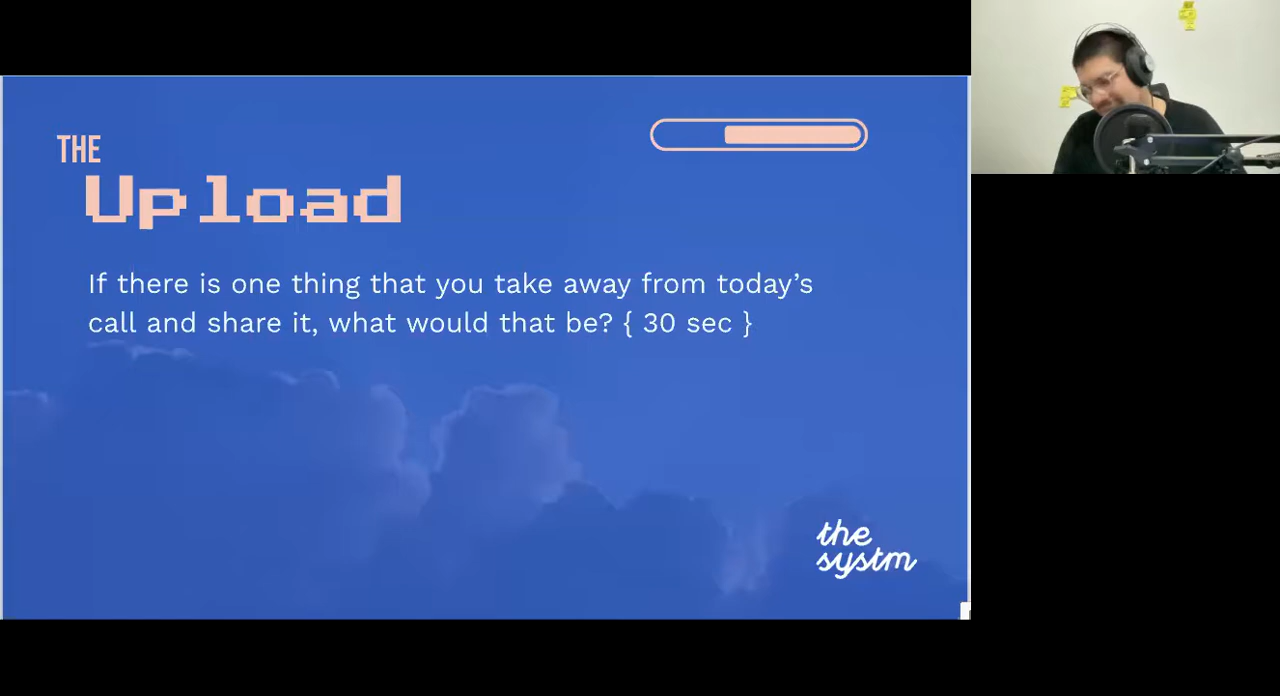 THE
Upload
If there is one thing that you take away from today’s
call and share it, what would that be? { 30 sec }
the
systm